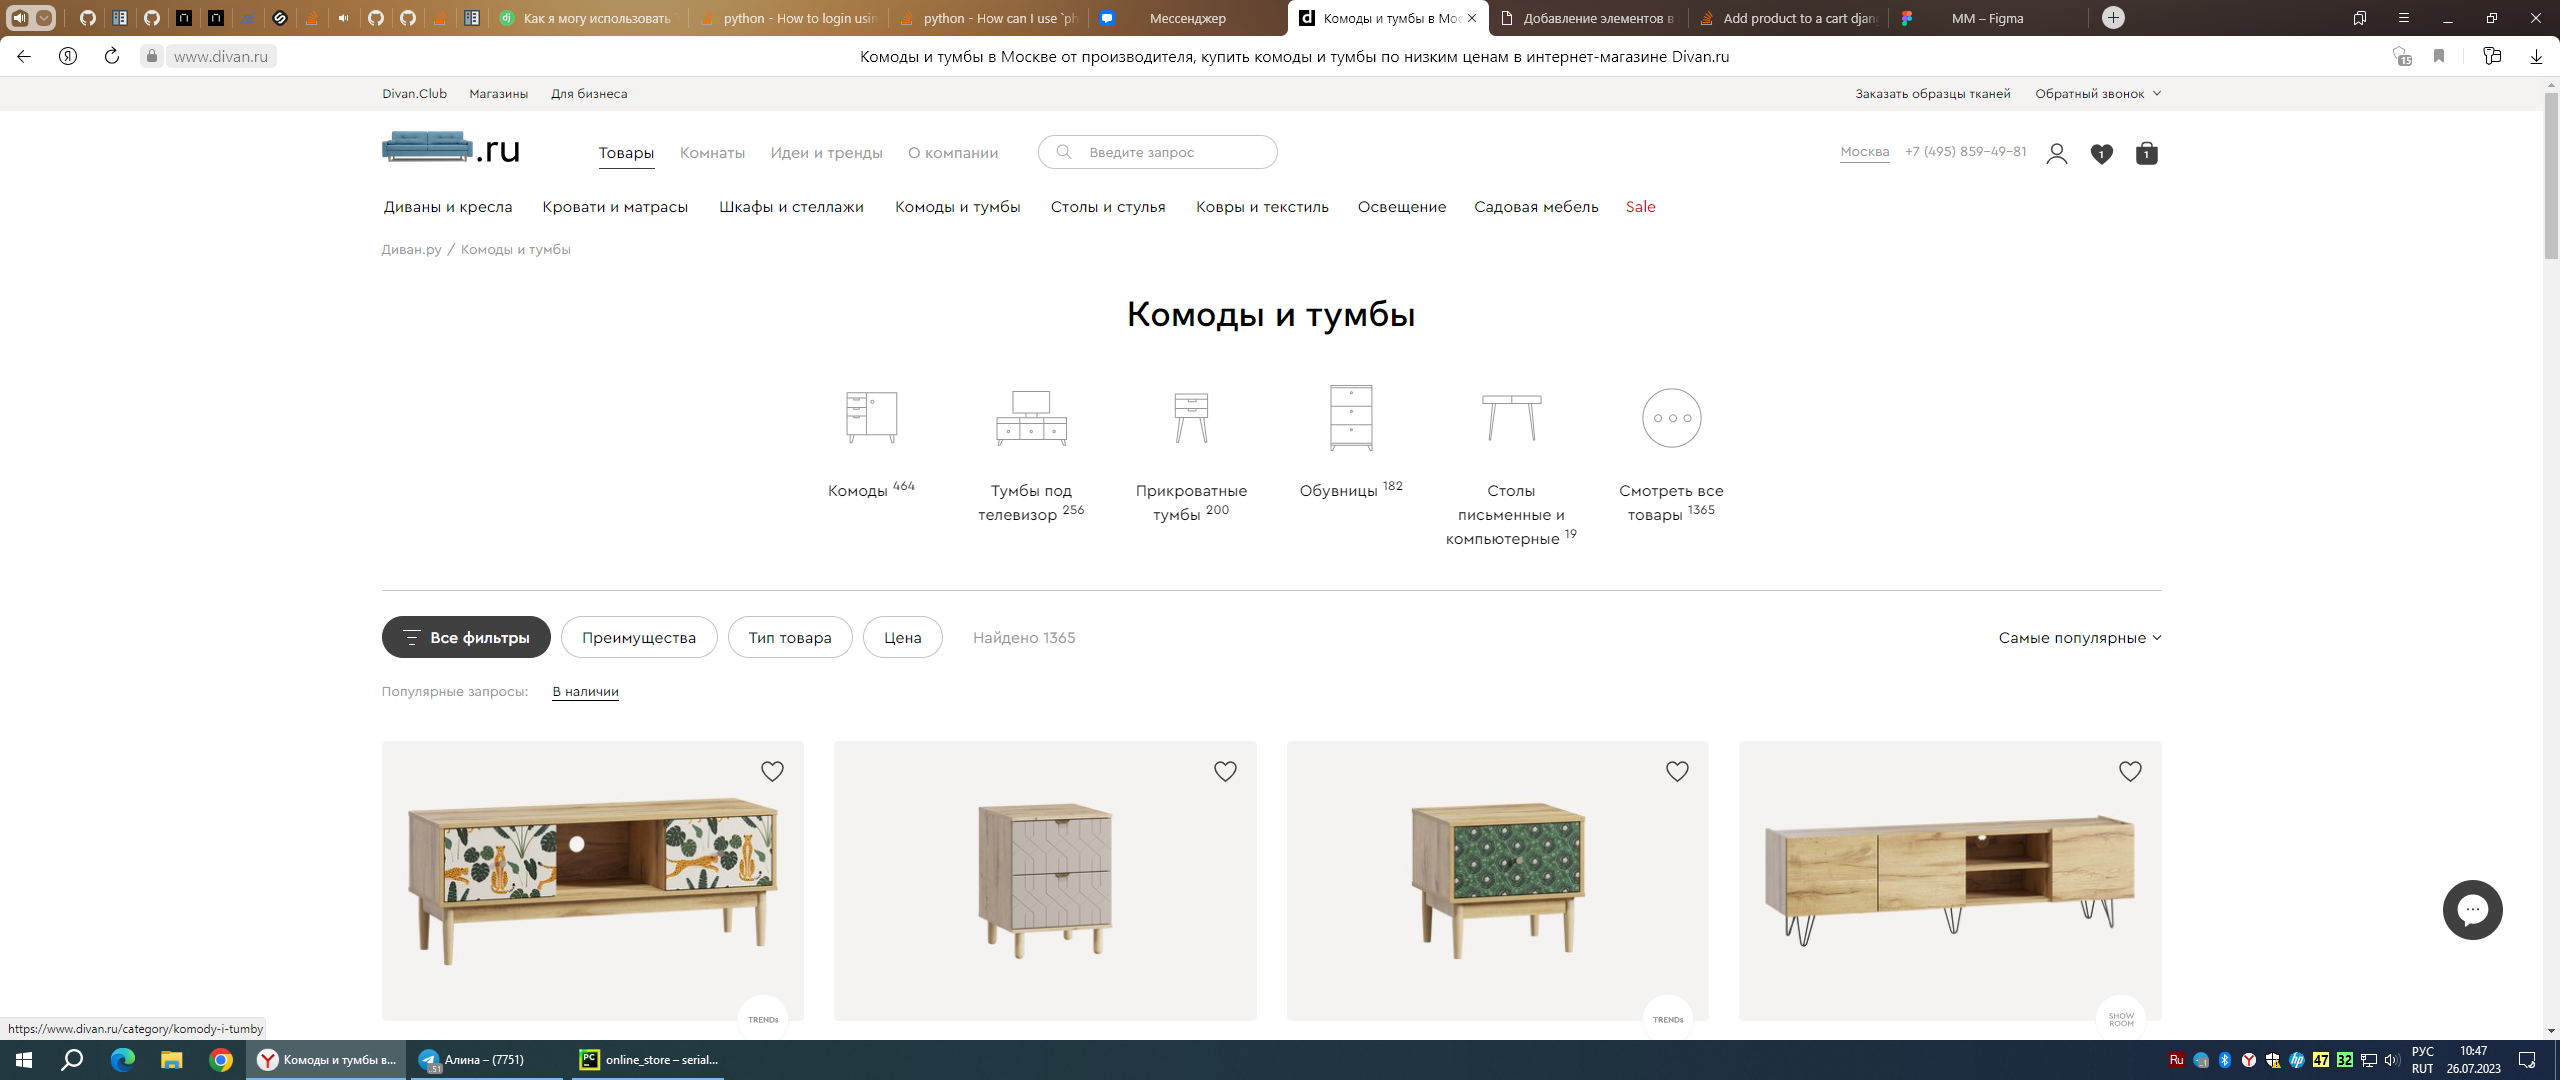 Как я могу использовать
python - How to login usin
python - How can I use `ph
Мессенджер
Комоды и тумбы в Мос
Добавление элементов в
Add product to a cart djan
MM – Figma
www.divan.ru
Комоды и тумбы в Москве от производителя, купить комоды и тумбы по низким ценам в интернет-магазине Divan.ru
15
Divan.Club Магазины Для бизнеса
Заказать образцы тканей Обратный звонок
.ru
Товары Комнаты Идеи и тренды О компании
Введите запрос
Москва +7 (495) 859-49-81
1
1
Диваны и кресла Кровати и матрасы Шкафы и стеллажи Комоды и тумбы Столы и стулья Ковры и текстиль Освещение Садовая мебель Sale
Диван.ру / Комоды и тумбы
Комоды и тумбы
Комоды 464
Тумбы под
телевизор 256
Прикроватные
тумбы 200
Обувницы 182
Столы
письменные и
компьютерные 19
Смотреть все
товары 1365
Все фильтры Преимущества Тип товара Цена Найдено 1365
Самые популярные
Популярные запросы: В наличии
TRENDs
TRENDs
SHOW
ROOM
https://www.divan.ru/category/komody-i-tumby
Комоды и тумбы в...
Алина – (7751)
online_store – serial...
Ru
47
32
РУС
RUT
10:47
26.07.2023